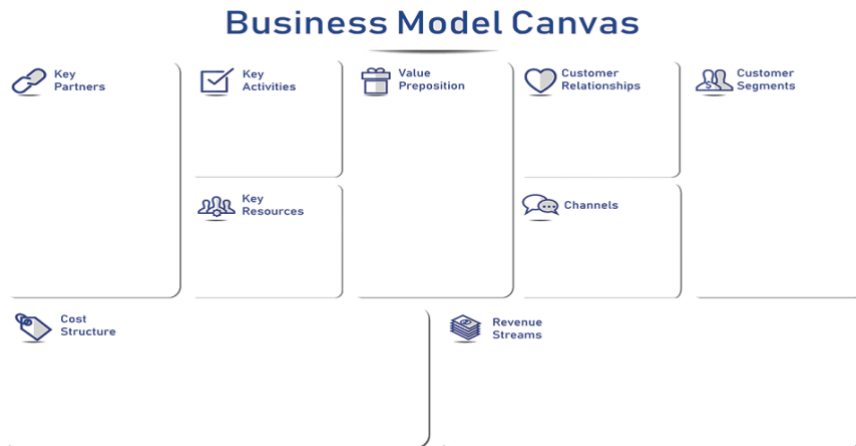 Business Model Canvas
Key
Partners
Key
Activities
Value
Preposition
Customer
Relationships
Customer
Segments
Key
Resources
Channels
Cost
Structure
Revenue
Streams